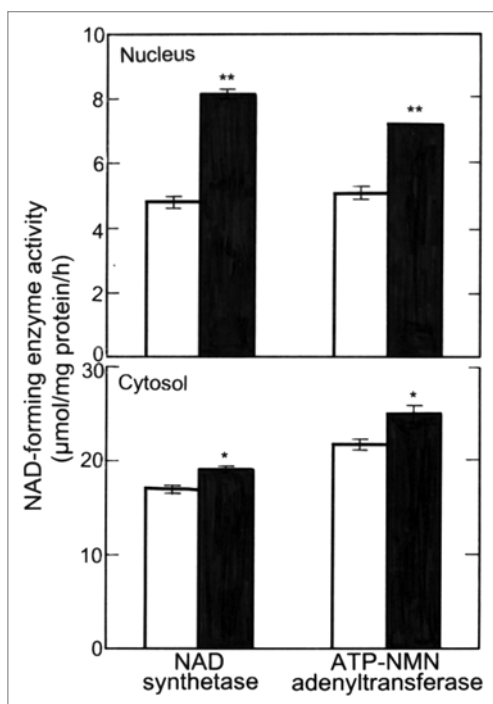 NAD-forming enzyme activity
(µmol/mg protein/h)
Nucleus
10
8
6
4
2
0
**
**
Cytosol
30
20
10
0
*
*
NAD
synthetase
ATP-NMN
adenyltransferase